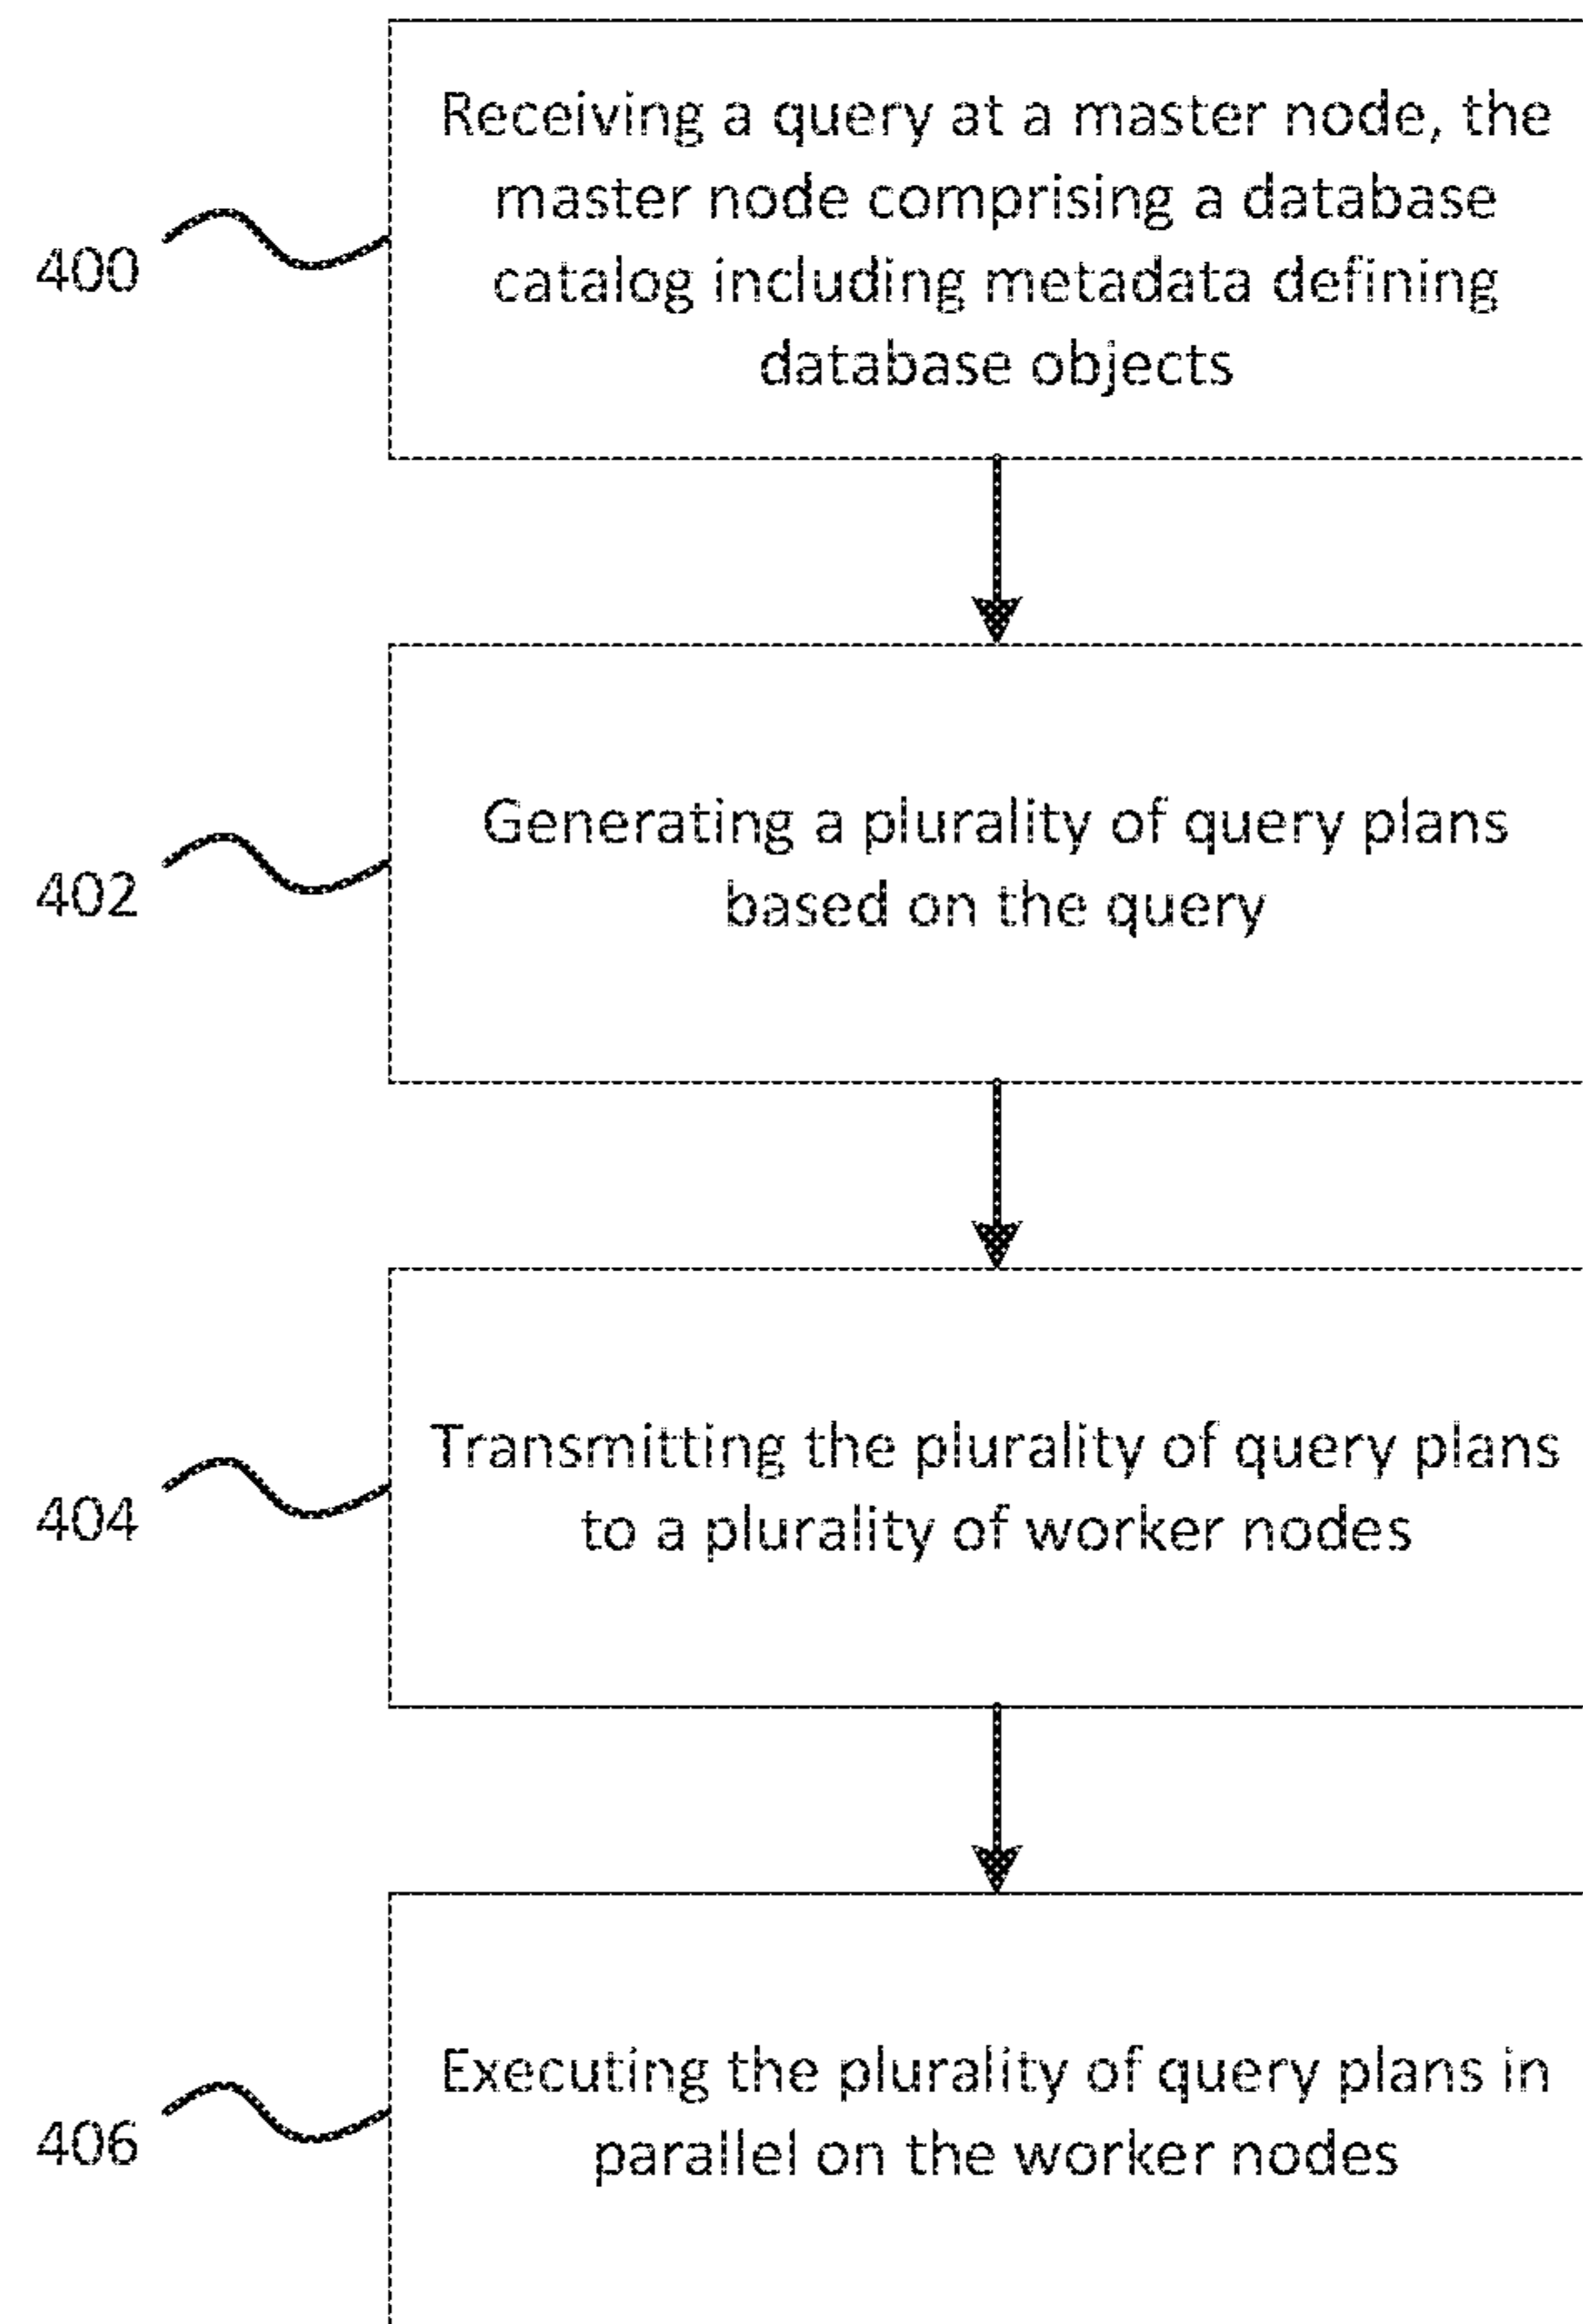 Receiving a query at a master node, the
master node comprising a database
catalog including metadata defining
database objects
400
Generating a plurality of query plans
based on the query
402
Transmitting the plurality of query plans
to a plurality of worker nodes
404
Executing the plurality of query plans in
parallel on the worker nodes
406